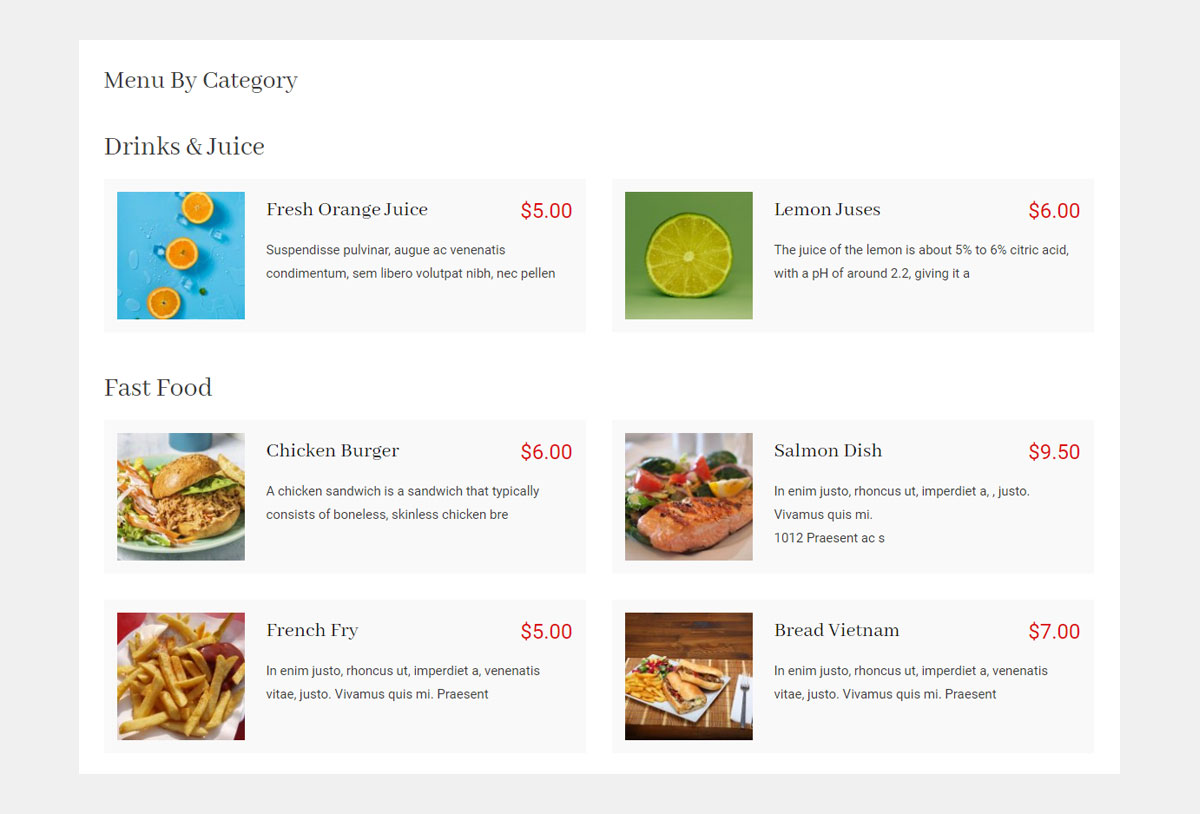 Menu By Category
Drinks & Juice
Fresh Orange Juice
$5.00
Suspendisse pulvinar, augue ac venenatis
condimentum, sem libero volutpat nibh, nec pellen
Lemon Juses
$6.00
The juice of the lemon is about 5% to 6% citric acid,
with a pH of around 2.2, giving it a
Fast Food
Chicken Burger
$6.00
A chicken sandwich is a sandwich that typically
consists of boneless, skinless chicken bre
Salmon Dish
$9.50
In enim justo, rhoncus ut, imperdiet a, , justo.
Vivamus quis mi.
1012 Praesent ac s
French Fry
$5.00
In enim justo, rhoncus ut, imperdiet a, venenatis
vitae, justo. Vivamus quis mi. Praesent
Bread Vietnam
$7.00
In enim justo, rhoncus ut, imperdiet a, venenatis
vitae, justo. Vivamus quis mi. Praesent